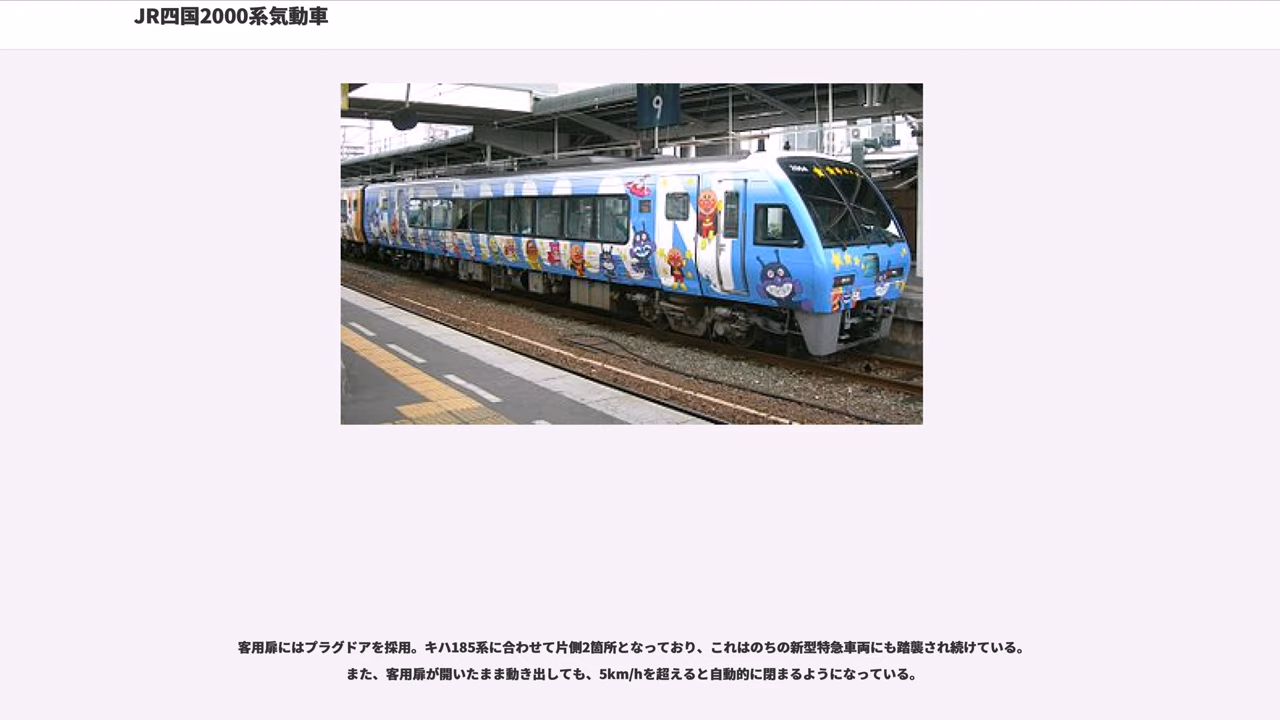 JR四国2000系気動車
9
客用扉にはプラグドアを採用。キハ185系に合わせて片側2箇所となっており、これはのちの新型特急車両にも踏襲され続けている。
また、客用扉が開いたまま動き出しても、5km/hを超えると自動的に閉まるようになっている。